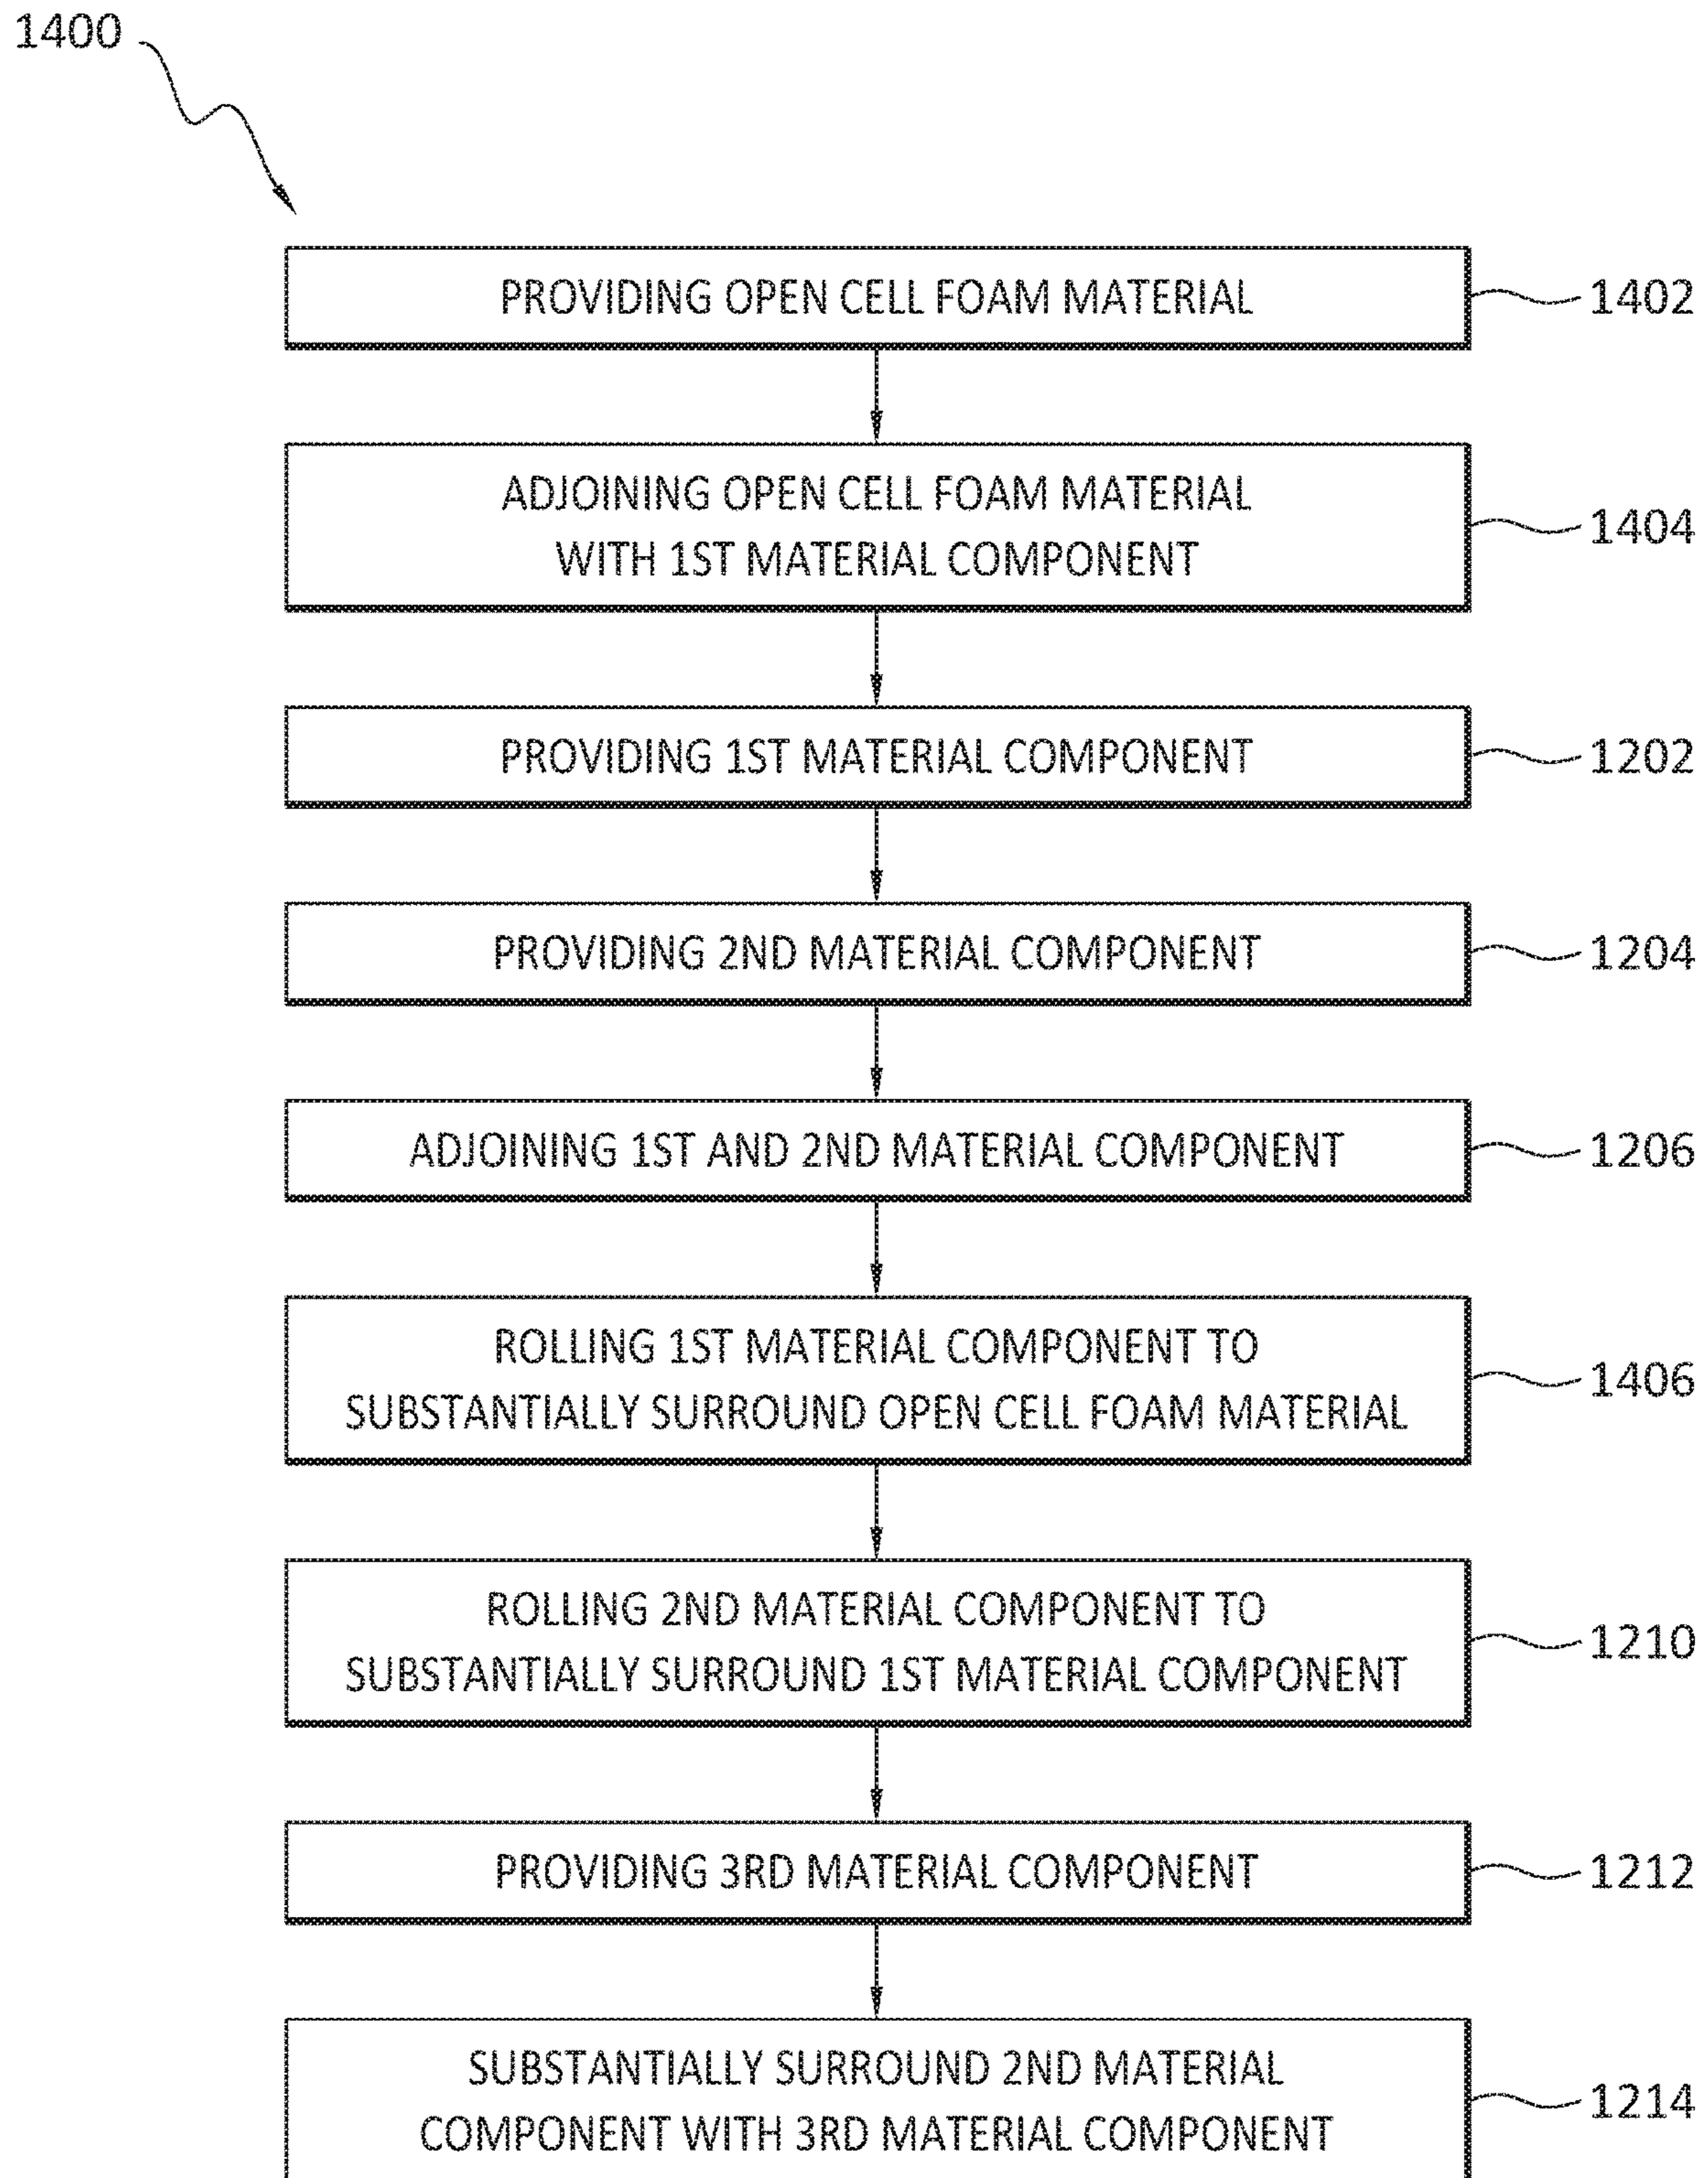 1400
PROVIDING OPEN CELL FOAM MATERIAL
1402
ADJOINING OPEN CELL FOAM MATERIAL
WITH 1ST MATERIAL COMPONENT
1404
PROVIDING 1ST MATERIAL COMPONENT
1202
PROVIDING 2ND MATERIAL COMPONENT
1204
ADJOINING 1ST AND 2ND MATERIAL COMPONENT
1206
ROLLING 1ST MATERIAL COMPONENT TO
SUBSTANTIALLY SURROUND OPEN CELL FOAM MATERIAL
1406
ROLLING 2ND MATERIAL COMPONENT TO
SUBSTANTIALLY SURROUND 1ST MATERIAL COMPONENT
1210
PROVIDING 3RD MATERIAL COMPONENT
1212
SUBSTANTIALLY SURROUND 2ND MATERIAL
COMPONENT WITH 3RD MATERIAL COMPONENT
1214